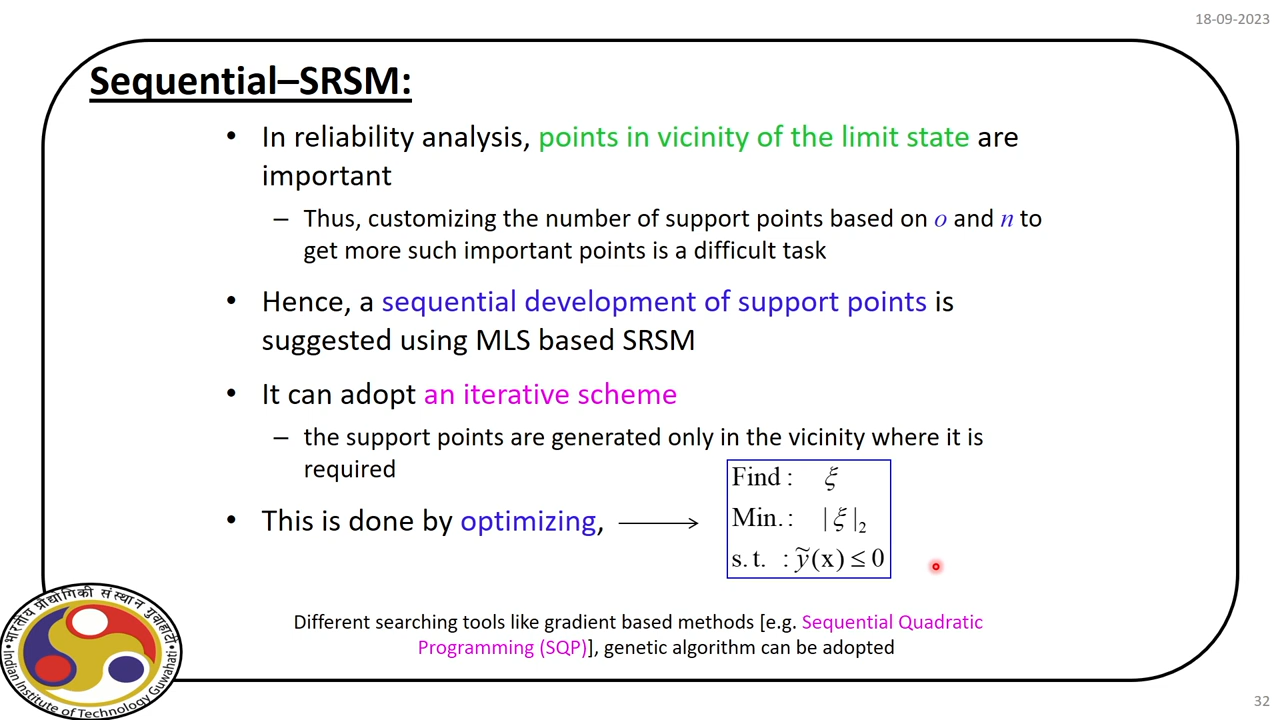 18-09-2023
Sequential–SRSM:
• In reliability analysis, points in vicinity of the limit state are
important
– Thus, customizing the number of support points based on o and n to
get more such important points is a difficult task
• Hence, a sequential development of support points is
suggested using MLS based SRSM
• It can adopt an iterative scheme
– the support points are generated only in the vicinity where it is
required
• This is done by optimizing,
Find : ξ
Min. : |ξ|₂
s.t. : ỹ(x) ≤ 0
Different searching tools like gradient based methods [e.g. Sequential Quadratic
Programming (SQP)], genetic algorithm can be adopted
भारतीय प्रौद्योगिकी संस्थान गुवाहाटी
Indian Institute of Technology Guwahati
32